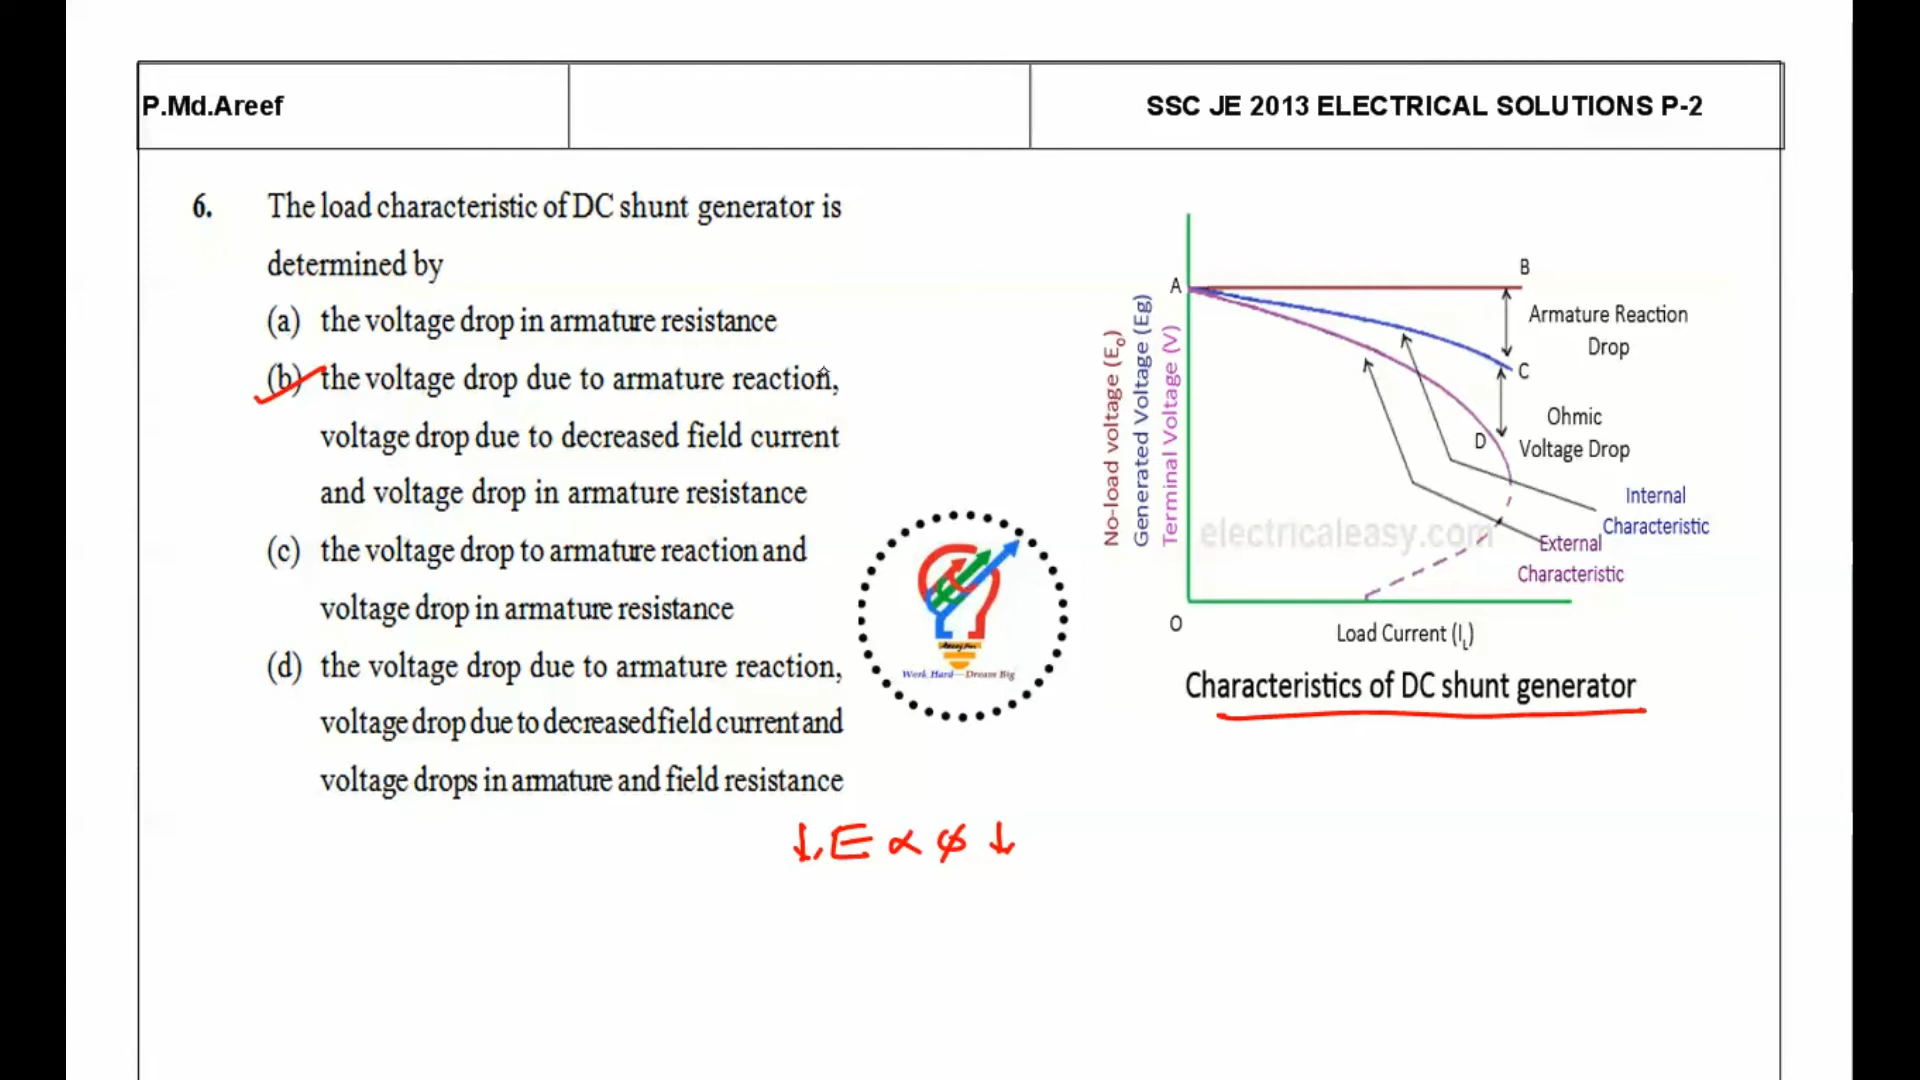 P.Md.Areef
SSC JE 2013 ELECTRICAL SOLUTIONS P-2
6. The load characteristic of DC shunt generator is
determined by
(a) the voltage drop in armature resistance
(b) the voltage drop due to armature reaction,
voltage drop due to decreased field current
and voltage drop in armature resistance
(c) the voltage drop to armature reaction and
voltage drop in armature resistance
(d) the voltage drop due to armature reaction,
voltage drop due to decreased field current and
voltage drops in armature and field resistance
↓ E ∝ φ ↓
Work Hard—Dream Big
No-load voltage (E₀)
Generated Voltage (Eg)
Terminal Voltage (V)
A
B
Armature Reaction
Drop
C
Ohmic
Voltage Drop
D
Internal
Characteristic
External
Characteristic
electricaleasy.com
O
Load Current (I_L)
Characteristics of DC shunt generator